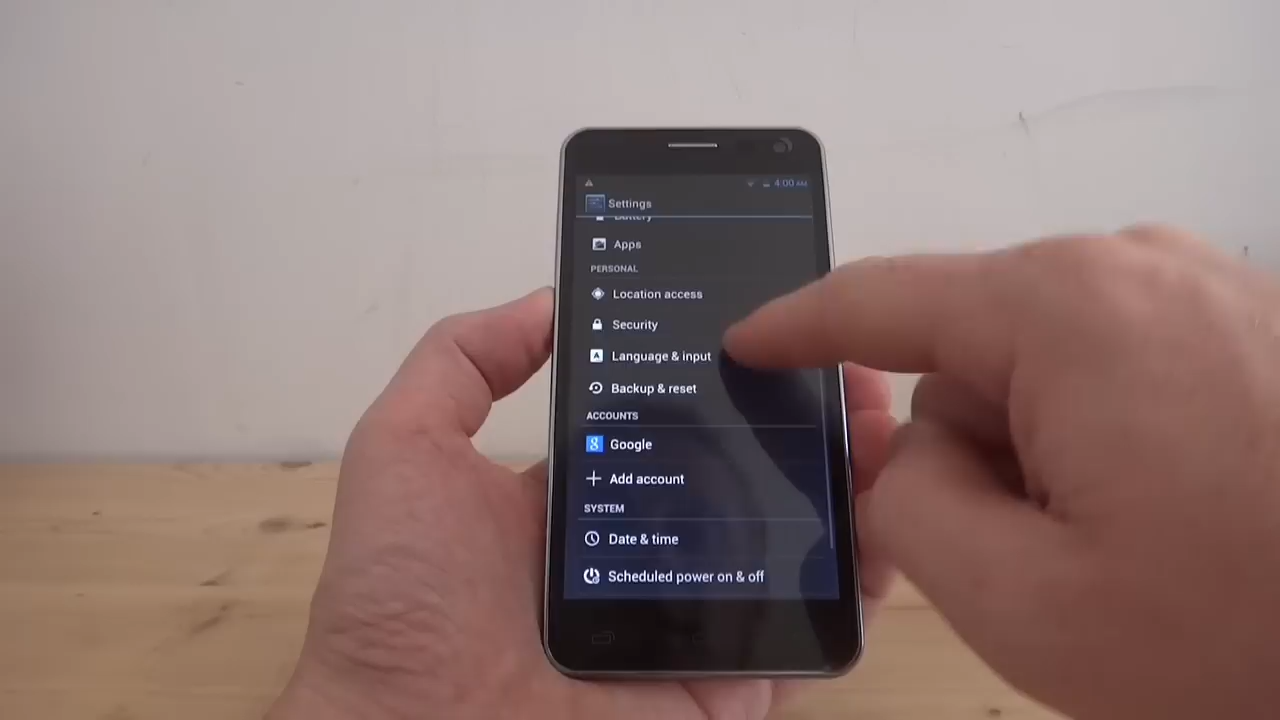 4:00 AM
Settings
Battery
Apps
PERSONAL
Location access
Security
Language & input
Backup & reset
ACCOUNTS
Google
Add account
SYSTEM
Date & time
Scheduled power on & off